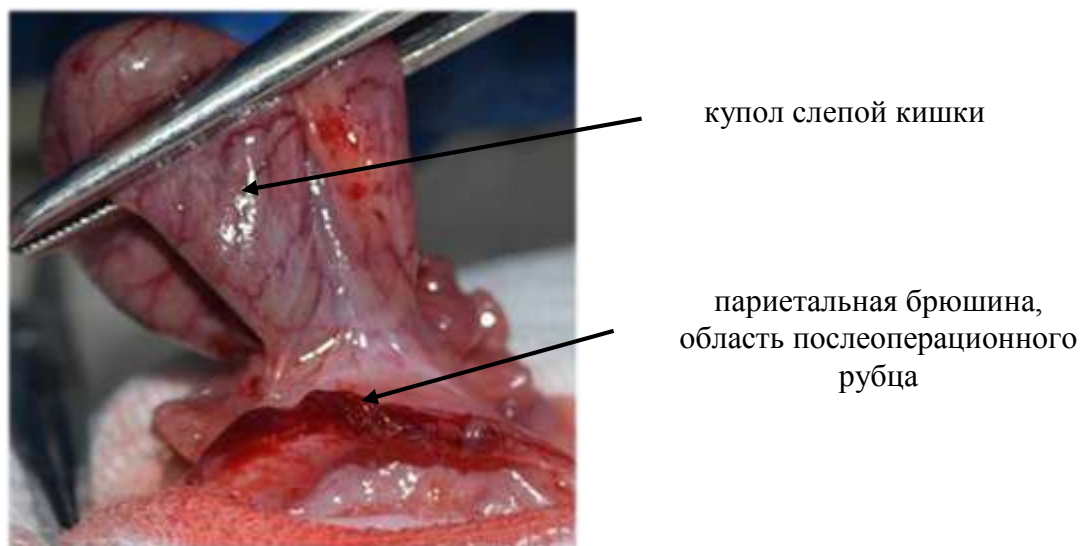 купол слепой кишки
париетальная брюшина,
область послеоперационного
рубца